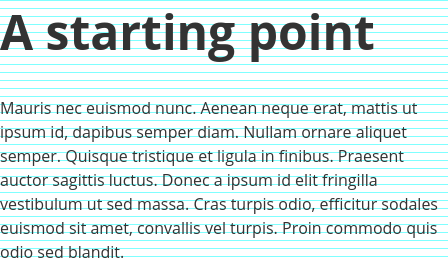 A starting point
Mauris nec euismod nunc. Aenean neque erat, mattis ut
ipsum id, dapibus semper diam. Nullam ornare aliquet
semper. Quisque tristique et ligula in finibus. Praesent
auctor sagittis luctus. Donec a ipsum id elit fringilla
vestibulum ut sed massa. Cras turpis odio, efficitur sodales
euismod sit amet, convallis vel turpis. Proin commodo quis
odio sed blandit.